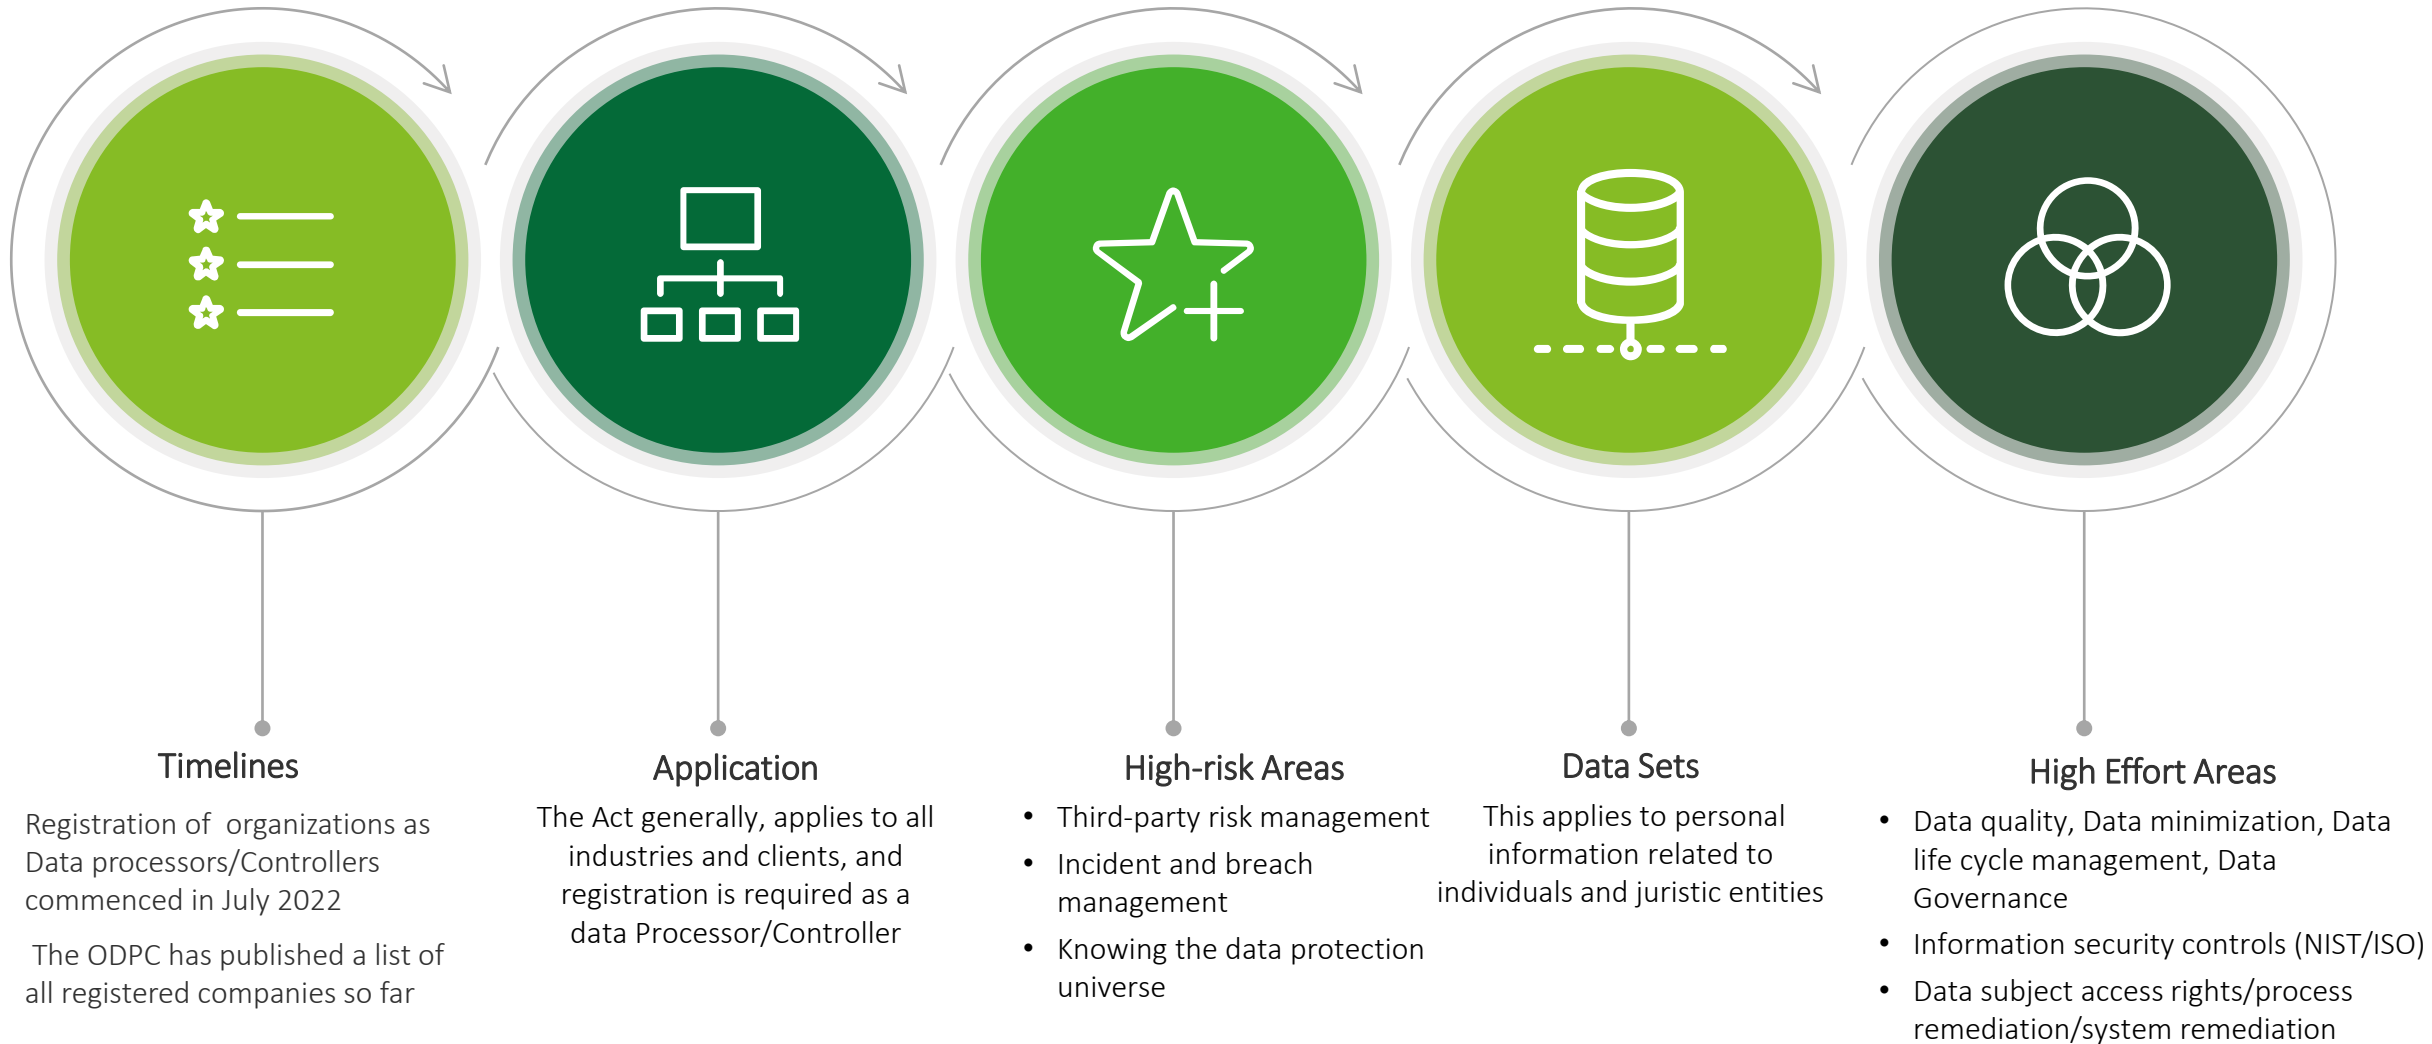 Timelines
Registration of organizations as
Data processors/Controllers
commenced in July 2022
The ODPC has published a list of
all registered companies so far
Application
The Act generally, applies to all
industries and clients, and
registration is required as a
data Processor/Controller
High-risk Areas
• Third-party risk management
• Incident and breach
management
• Knowing the data protection
universe
Data Sets
This applies to personal
information related to
individuals and juristic entities
High Effort Areas
• Data quality, Data minimization, Data
life cycle management, Data
Governance
• Information security controls (NIST/ISO)
• Data subject access rights/process
remediation/system remediation